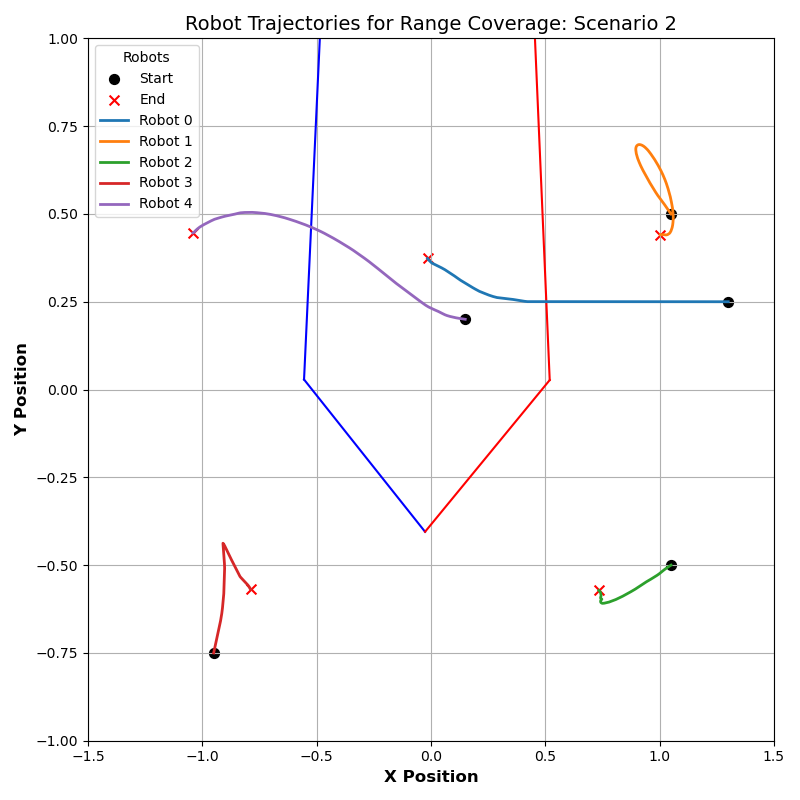 Robot Trajectories for Range Coverage: Scenario 2
Robots
Start
End
Robot 0
Robot 1
Robot 2
Robot 3
Robot 4
1.00
0.75
0.50
0.25
0.00
−0.25
−0.50
−0.75
−1.00
Y Position
−1.5
−1.0
−0.5
0.0
0.5
1.0
1.5
X Position